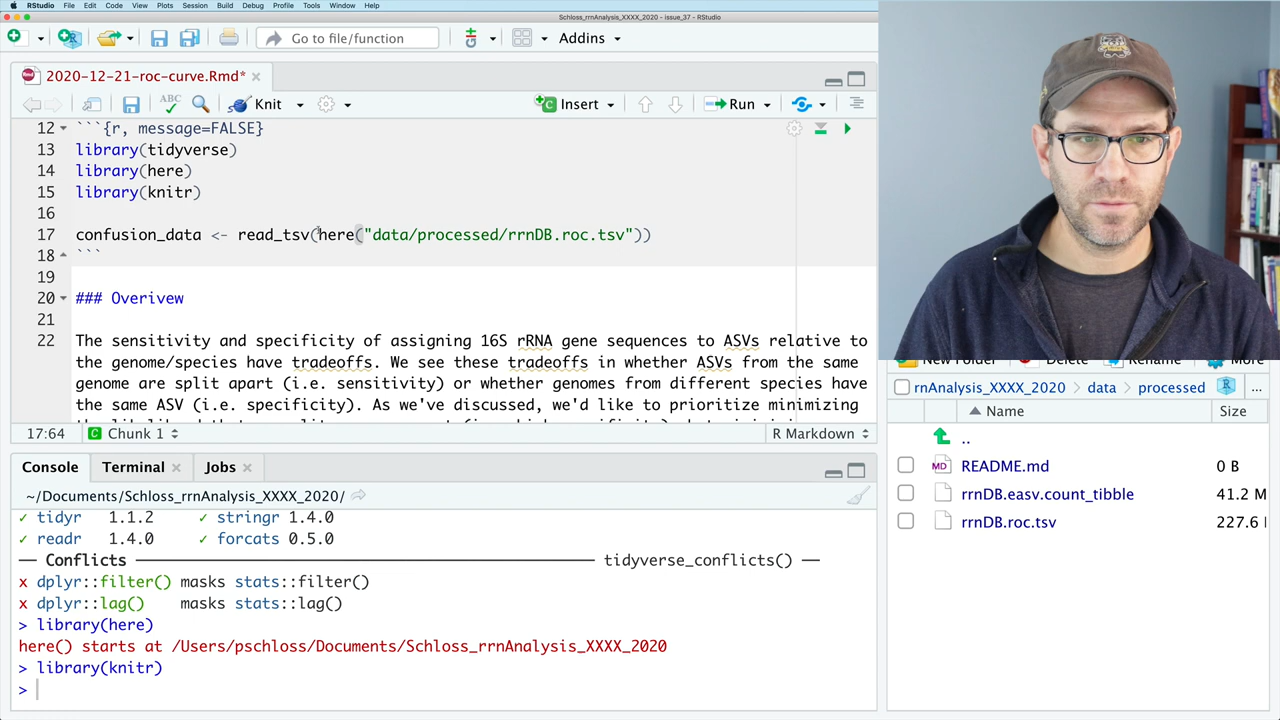 RStudio File Edit Code View Plots Session Build Debug Profile Tools Window Help
Schloss_rrnAnalysis_XXXX_2020 - issue_37 - RStudio
Go to file/function Addins
2020-12-21-roc-curve.Rmd*
ABC Knit Insert Run
12 ```{r, message=FALSE}
13 library(tidyverse)
14 library(here)
15 library(knitr)
16
17 confusion_data <- read_tsv(here("data/processed/rrnDB.roc.tsv"))
18 ```
19
20 ### Overivew
21
22 The sensitivity and specificity of assigning 16S rRNA gene sequences to ASVs relative to
the genome/species have tradeoffs. We see these tradeoffs in whether ASVs from the same
genome are split apart (i.e. sensitivity) or whether genomes from different species have
the same ASV (i.e. specificity). As we've discussed, we'd like to prioritize minimizing
17:64 Chunk 1 R Markdown
Console Terminal Jobs
~/Documents/Schloss_rrnAnalysis_XXXX_2020/
✓ tidyr 1.1.2 ✓ stringr 1.4.0
✓ readr 1.4.0 ✓ forcats 0.5.0
── Conflicts ── tidyverse_conflicts() ──
x dplyr::filter() masks stats::filter()
x dplyr::lag() masks stats::lag()
> library(here)
here() starts at /Users/pschloss/Documents/Schloss_rrnAnalysis_XXXX_2020
> library(knitr)
>
New Folder Delete Rename More
rnAnalysis_XXXX_2020 data processed ...
Name Size
..
MD README.md 0 B
rrnDB.easv.count_tibble 41.2 M
rrnDB.roc.tsv 227.6